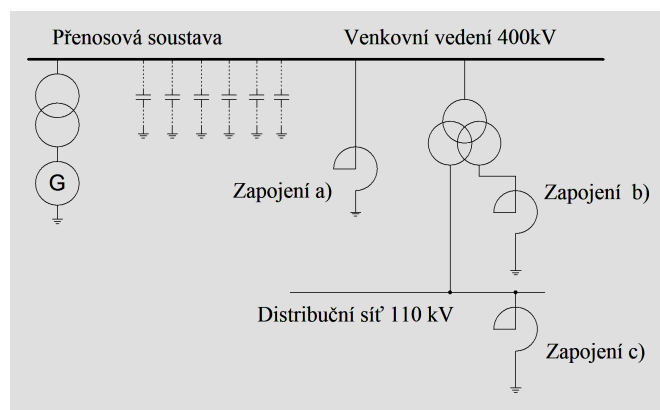 Přenosová soustava
Venkovní vedení 400kV
G
Zapojení a)
Zapojení  b)
Distribuční síť 110 kV
Zapojení c)